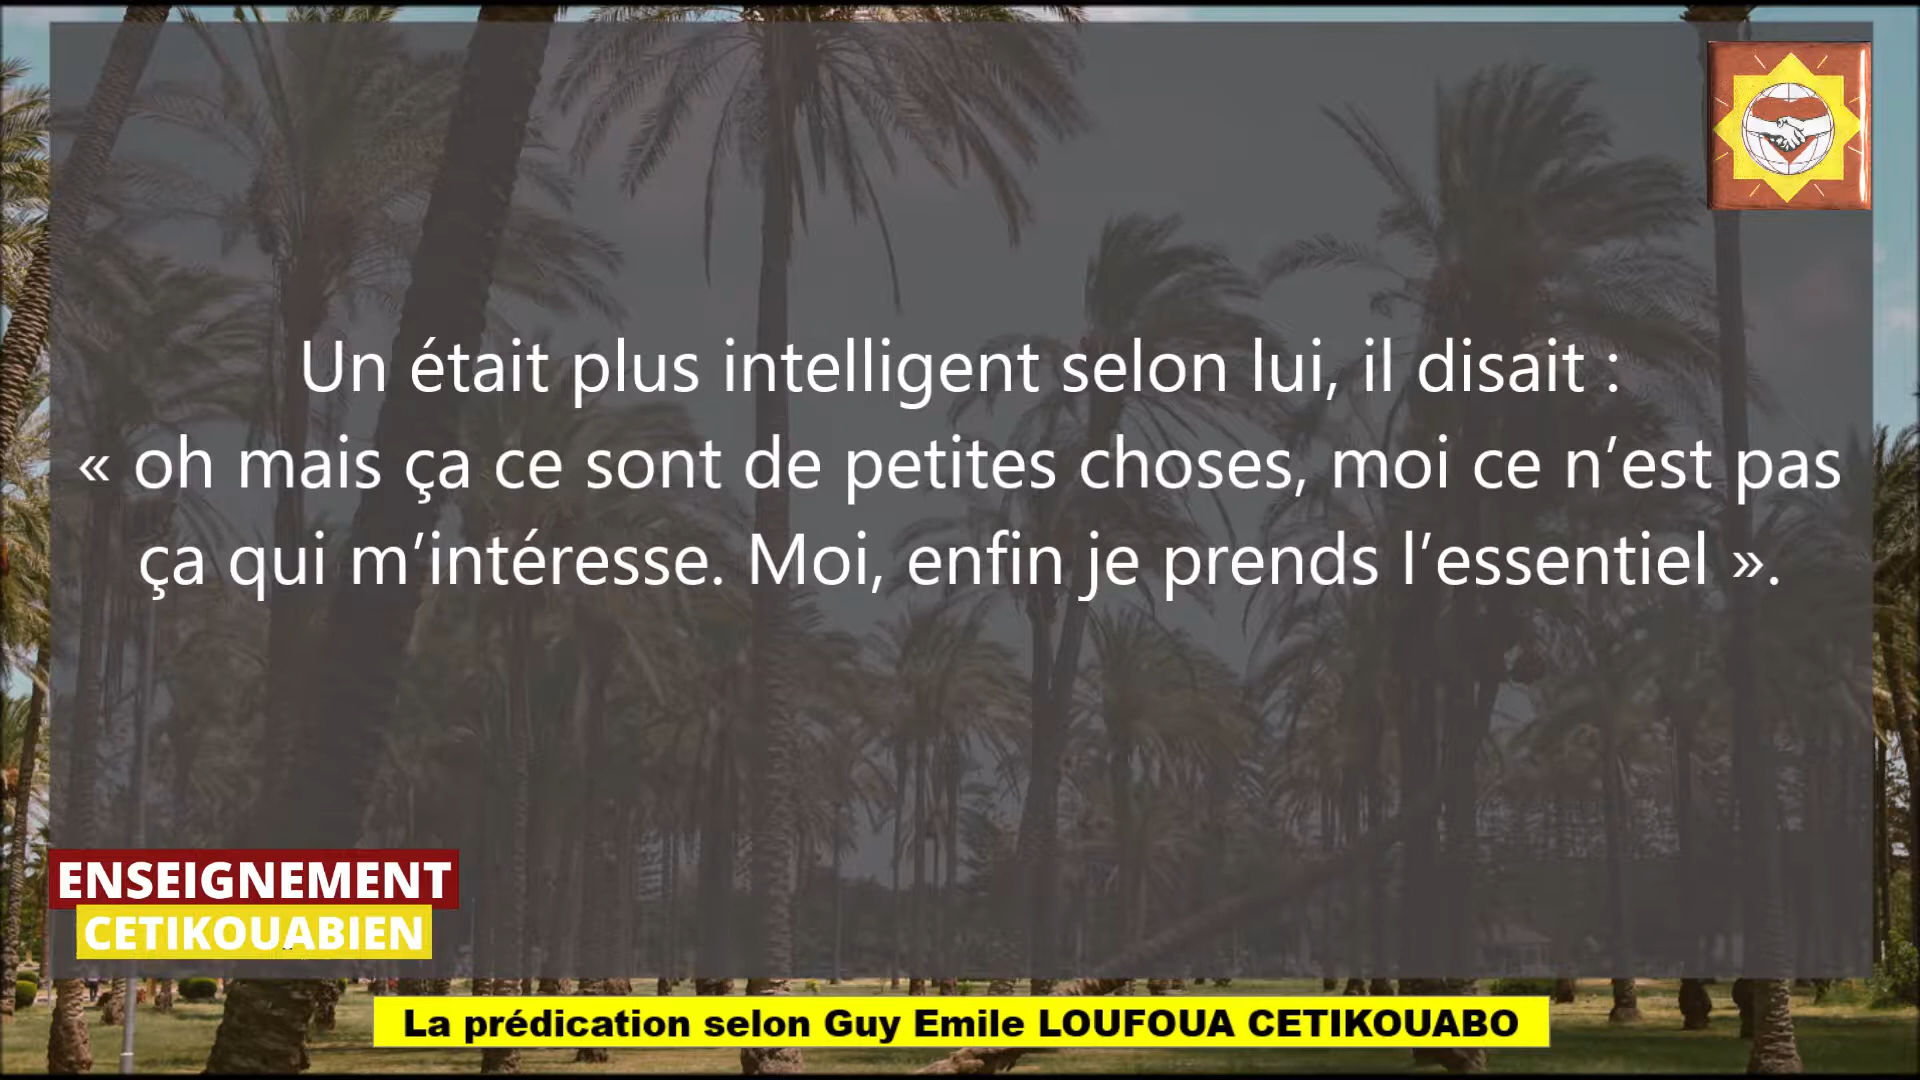 Un était plus intelligent selon lui, il disait :
« oh mais ça ce sont de petites choses, moi ce n’est pas
ça qui m’intéresse. Moi, enfin je prends l’essentiel ».
ENSEIGNEMENT
CETIKOUABIEN
La prédication selon Guy Emile LOUFOUA CETIKOUABO